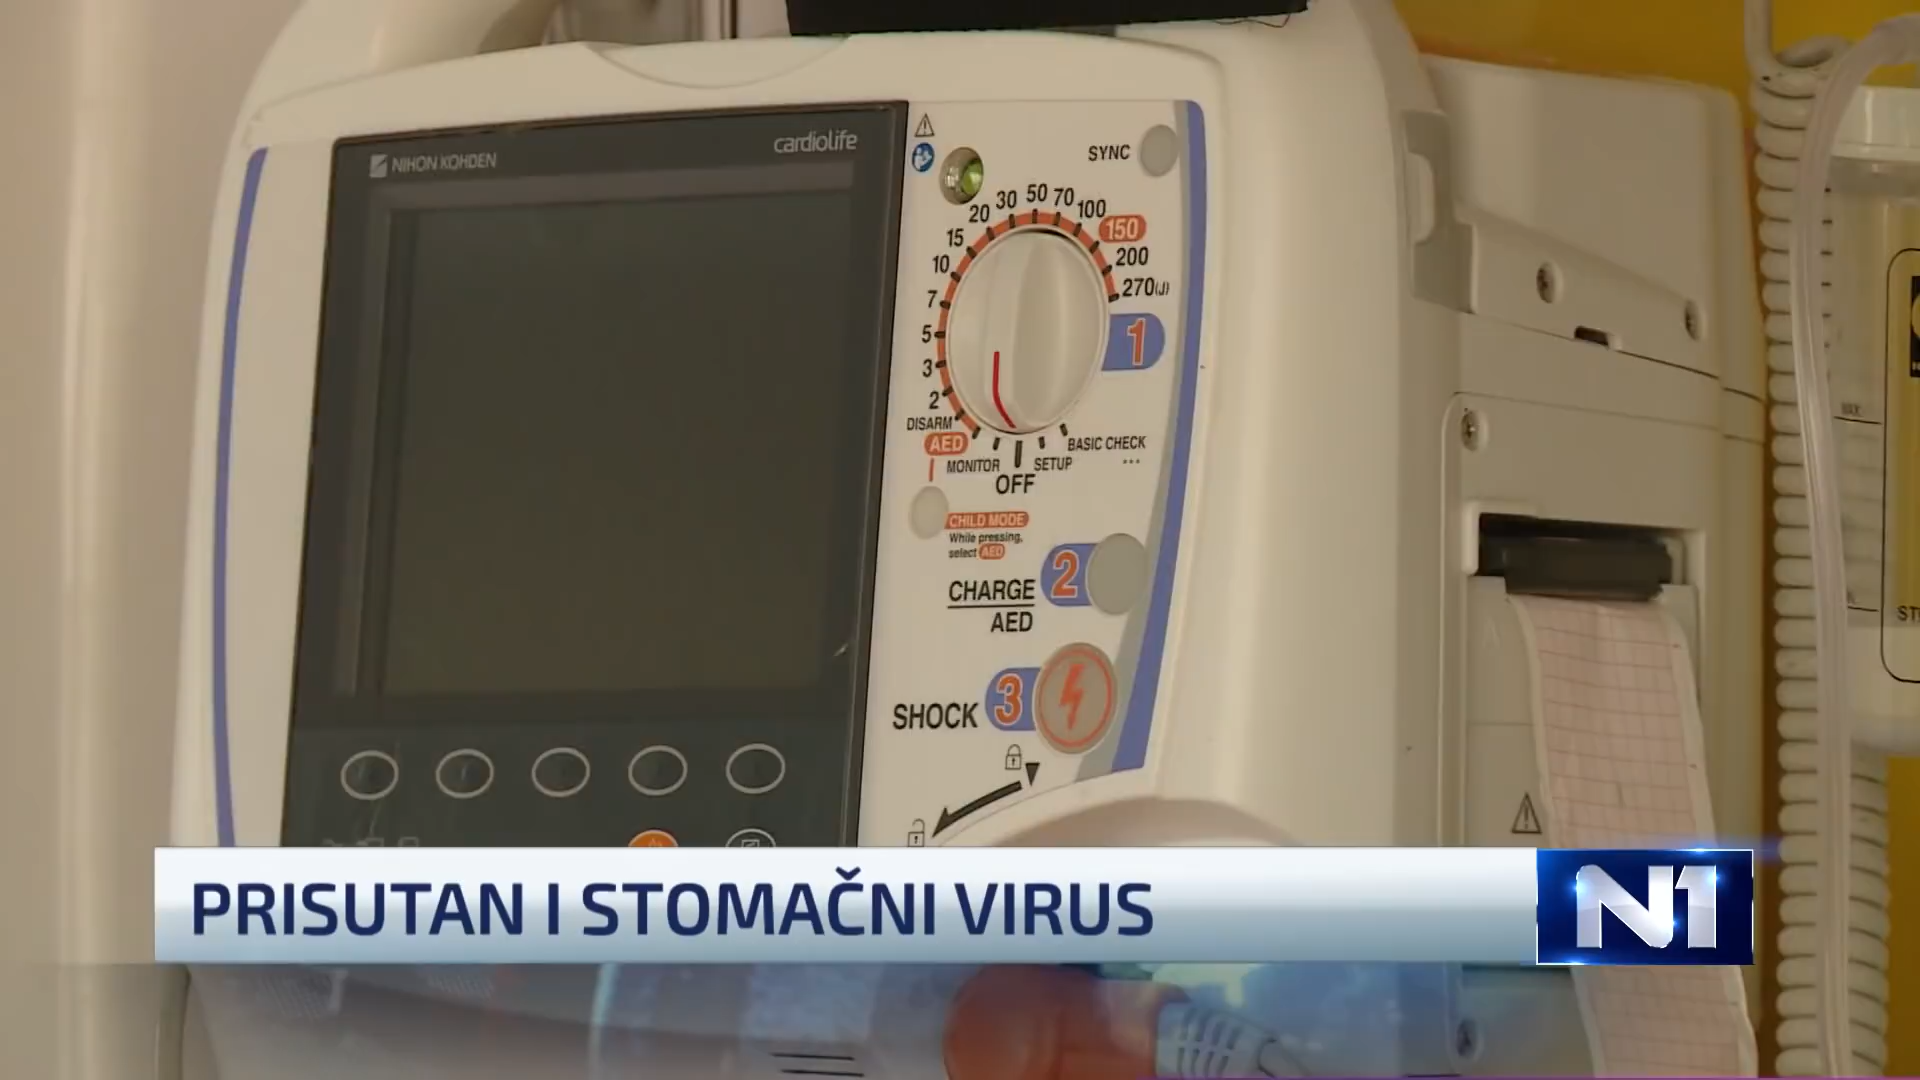 NIHON KOHDEN
cardiolife
SYNC
2
3
5
7
10
15
20
30
50
70
100
150
200
270(J)
1
DISARM
AED
MONITOR
OFF
SETUP
BASIC CHECK
CHILD MODE
While pressing,
select AED
CHARGE
AED
2
SHOCK
3
MAX.
PRISUTAN I STOMAČNI VIRUS
N1